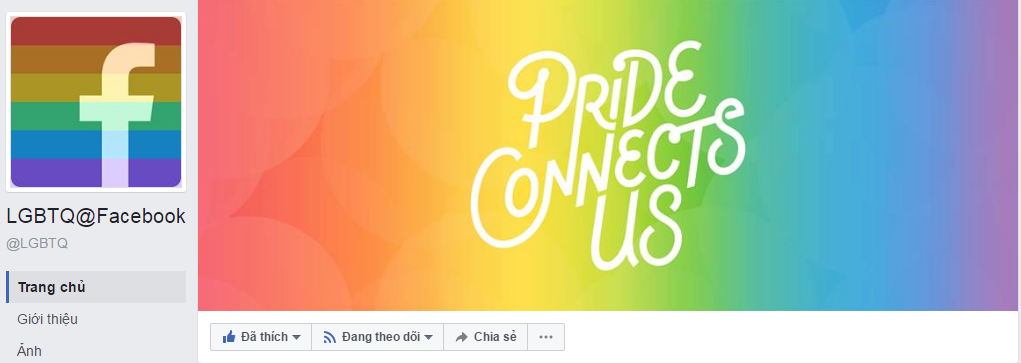 f
PRIDE
CONNECTS
US
LGBTQ@Facebook
@LGBTQ
Trang chủ
Giới thiệu
Ảnh
Đã thích
Đang theo dõi
Chia sẻ